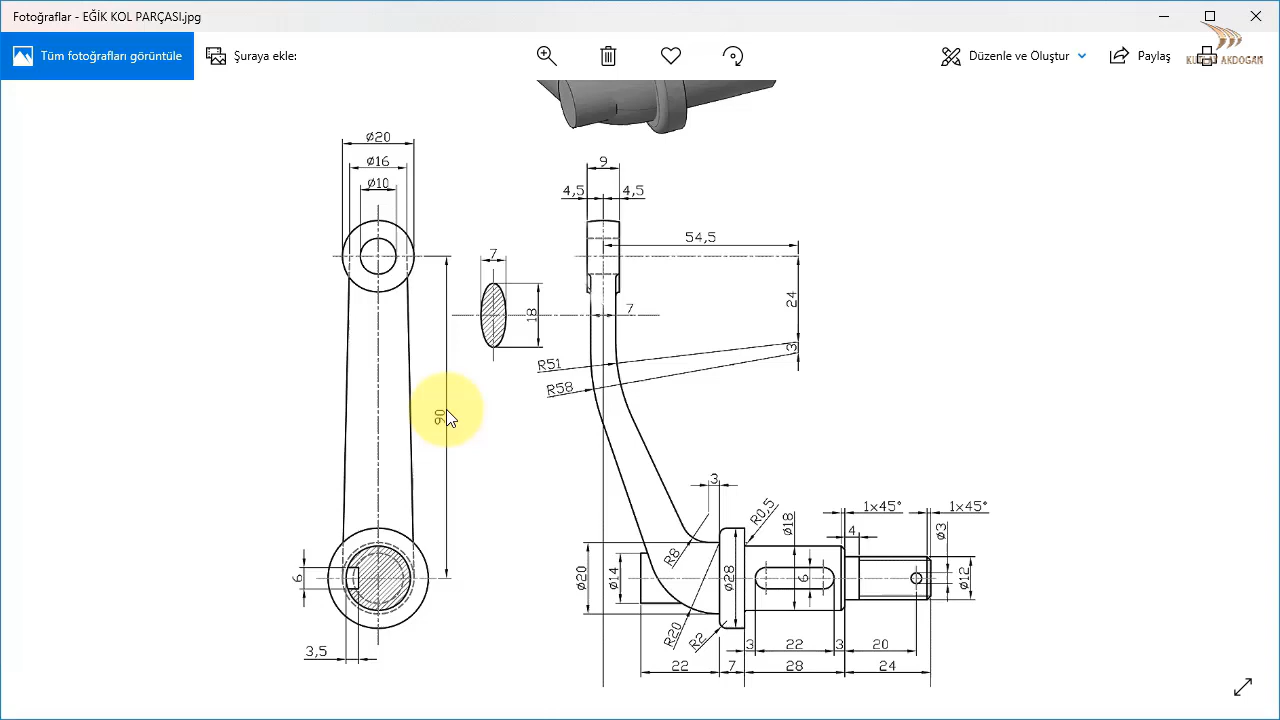 Fotoğraflar - EĞİK KOL PARÇASI.jpg
Tüm fotoğrafları görüntüle
Şuraya ekle:
Düzenle ve Oluştur
Paylaş
AKDOGAN
Ø20
Ø16
Ø10
9
4,5
4,5
54,5
7
24
18
7
3
R51
R58
90
3
R0,5
Ø18
1x45°
1x45°
4
Ø3
R8
6
Ø20
Ø14
Ø28
6
Ø12
R20
R2
3
22
3
20
3,5
22
7
28
24